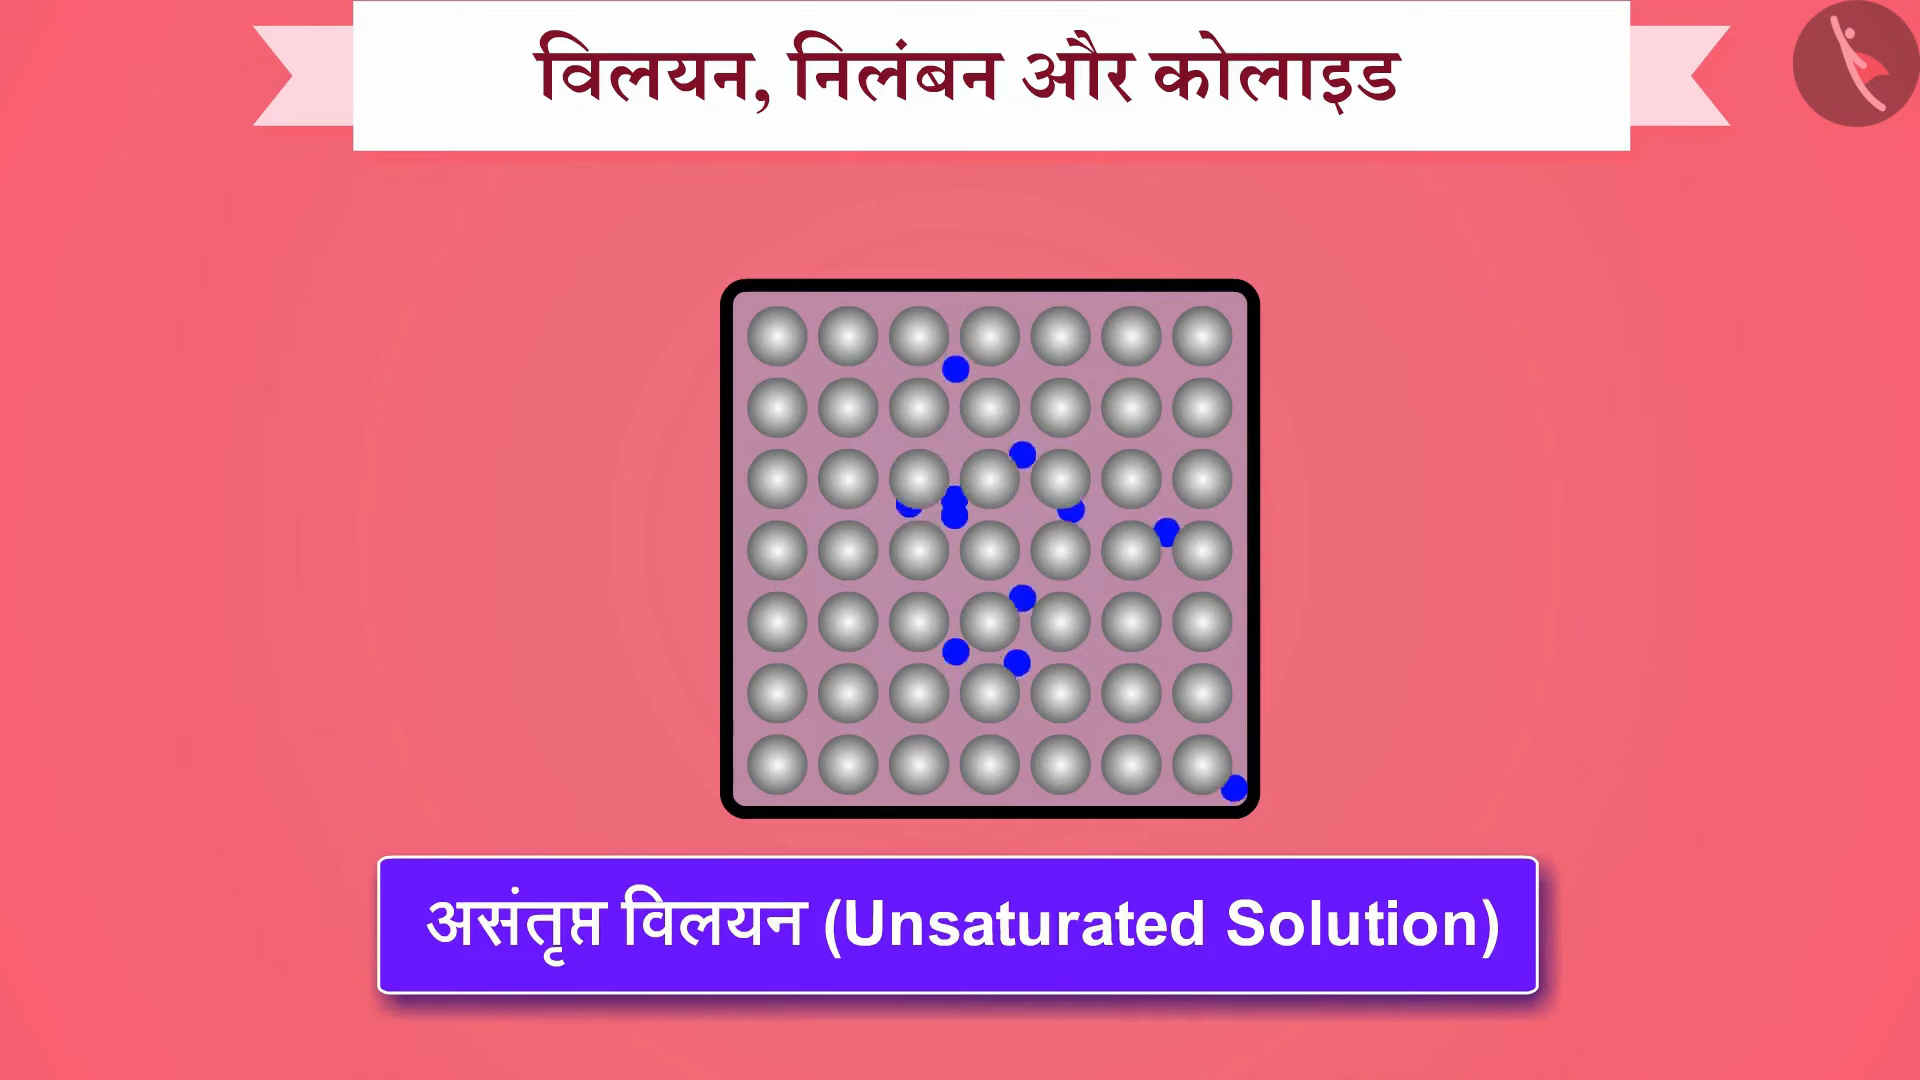 विलयन, निलंबन और कोलाइड
असंतृप्त विलयन (Unsaturated Solution)